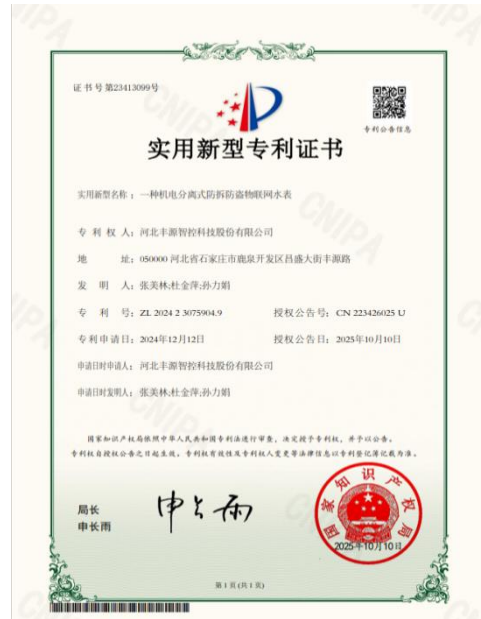 证书号第23413099号
专利公告信息
实用新型专利证书
实用新型名称：一种机电分离式防拆防盗物联网水表
专利权人：河北丰源智控科技股份有限公司
地址：050000 河北省石家庄市鹿泉开发区昌盛大街丰源路
发明人：张美林;杜金萍;孙力娟
专利号：ZL 2024 2 3075904.9
授权公告号：CN 223426025 U
专利申请日：2024年12月12日
授权公告日：2025年10月10日
申请日时申请人：河北丰源智控科技股份有限公司
申请日时发明人：张美林;杜金萍;孙力娟
国家知识产权局依照中华人民共和国专利法进行审查，决定授予专利权，并予以公告。
专利权自授权公告之日起生效。专利权有效性及专利权人变更等法律信息以专利登记簿记载为准。
局长
申长雨
申长雨
国家知识产权局
2025年10月10日
第1页(共1页)
CNIPA